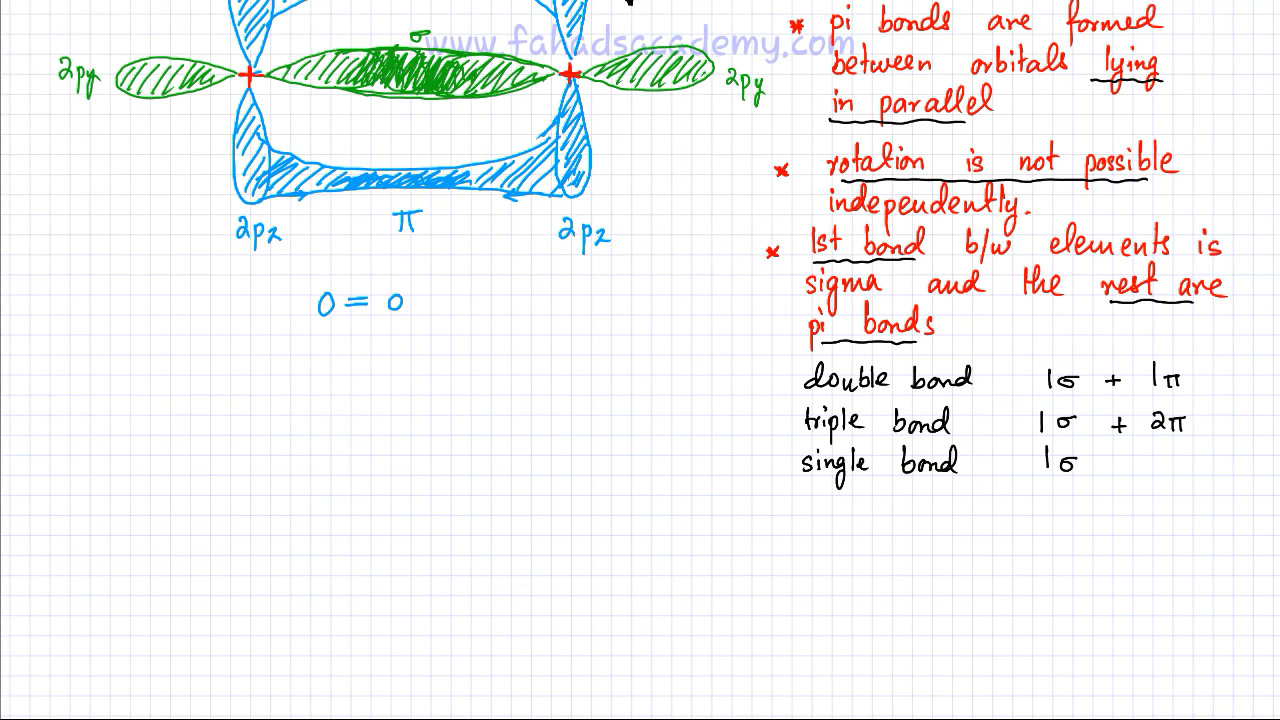 www.fahadsacademy.com
σ
2py
2py
2pz
π
2pz
O = O
* pi bonds are formed
between orbitals lying
in parallel
* rotation is not possible
independently.
* 1st bond b/w elements is
sigma and the rest are
pi bonds
double bond 1σ + 1π
triple bond 1σ + 2π
single bond 1σ